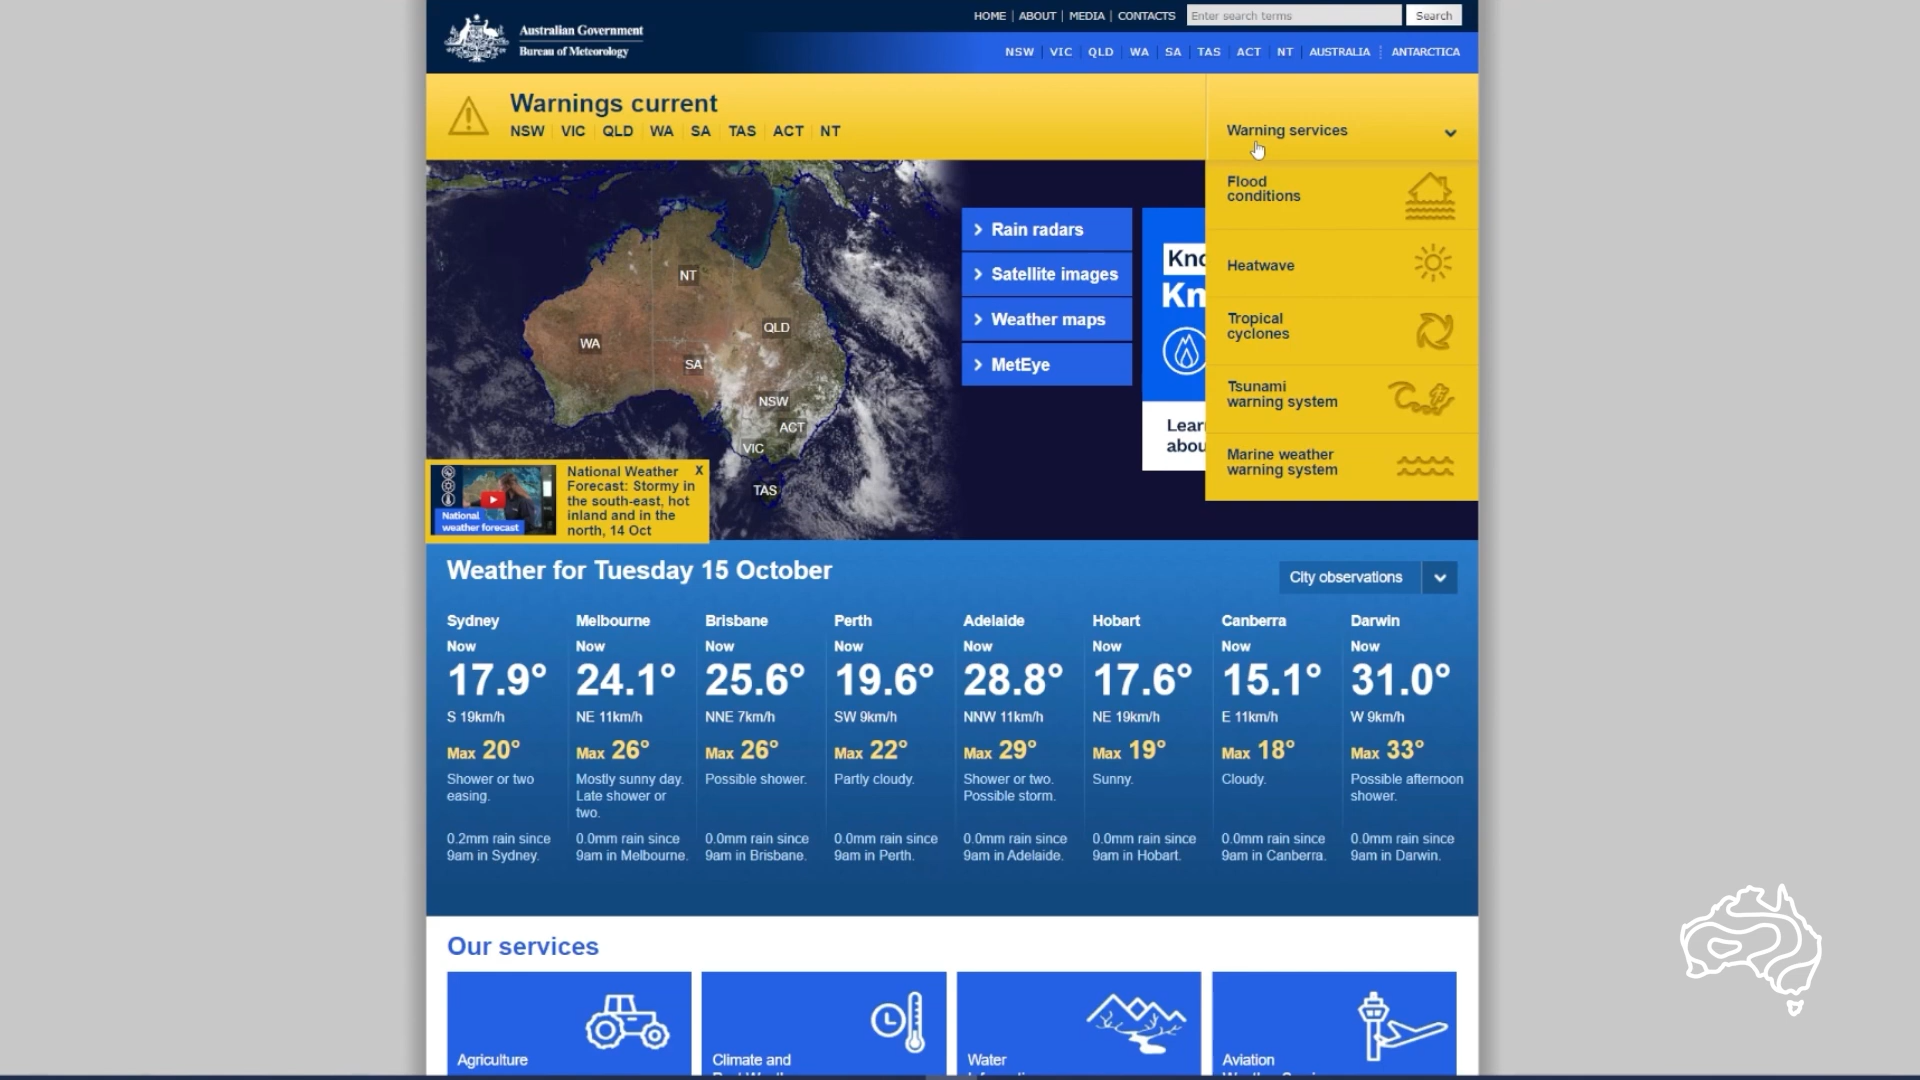 HOME | ABOUT | MEDIA | CONTACTS
Enter search terms
Search
Australian Government
Bureau of Meteorology
NSW VIC QLD WA SA TAS ACT NT AUSTRALIA ANTARCTICA
Warnings current
NSW VIC QLD WA SA TAS ACT NT
Warning services
Flood
conditions
Heatwave
Tropical
cyclones
Tsunami
warning system
Marine weather
warning system
Rain radars
Satellite images
Weather maps
MetEye
NT
QLD
WA
SA
NSW
ACT
VIC
TAS
National Weather
Forecast: Stormy in
the south-east, hot
inland and in the
north, 14 Oct
X
National
weather forecast
Weather for Tuesday 15 October
City observations
Sydney
Now
17.9°
S 19km/h
Max 20°
Shower or two
easing.
0.2mm rain since
9am in Sydney.
Melbourne
Now
24.1°
NE 11km/h
Max 26°
Mostly sunny day.
Late shower or
two.
0.0mm rain since
9am in Melbourne.
Brisbane
Now
25.6°
NNE 7km/h
Max 26°
Possible shower.
0.0mm rain since
9am in Brisbane.
Perth
Now
19.6°
SW 9km/h
Max 22°
Partly cloudy.
0.0mm rain since
9am in Perth.
Adelaide
Now
28.8°
NNW 11km/h
Max 29°
Shower or two.
Possible storm.
0.0mm rain since
9am in Adelaide.
Hobart
Now
17.6°
NE 19km/h
Max 19°
Sunny.
0.0mm rain since
9am in Hobart.
Canberra
Now
15.1°
E 11km/h
Max 18°
Cloudy.
0.0mm rain since
9am in Canberra.
Darwin
Now
31.0°
W 9km/h
Max 33°
Possible afternoon
shower.
0.0mm rain since
9am in Darwin.
Our services
Agriculture
Climate and
Water
Aviation